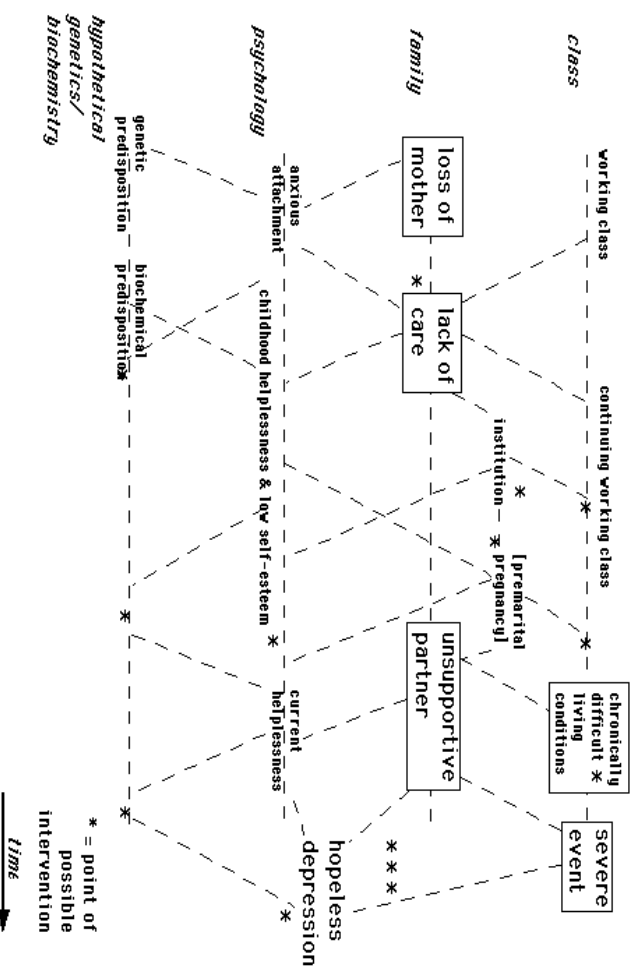 class
working class
continuing working class
chronically
difficult *
living
conditions
severe
event
family
loss of
mother
*
lack of
care
institution
*
*
*
[premarital
pregnancy]
*
unsupportive
partner
* * *
psychology
anxious
attachment
childhood helplessness & low self-esteem
*
current
helplessness
hopeless
depression
*
hypothetical
genetics/
biochemistry
genetic
predisposition
biochemical
predisposition
*
*
*
* = point of
possible
intervention
time